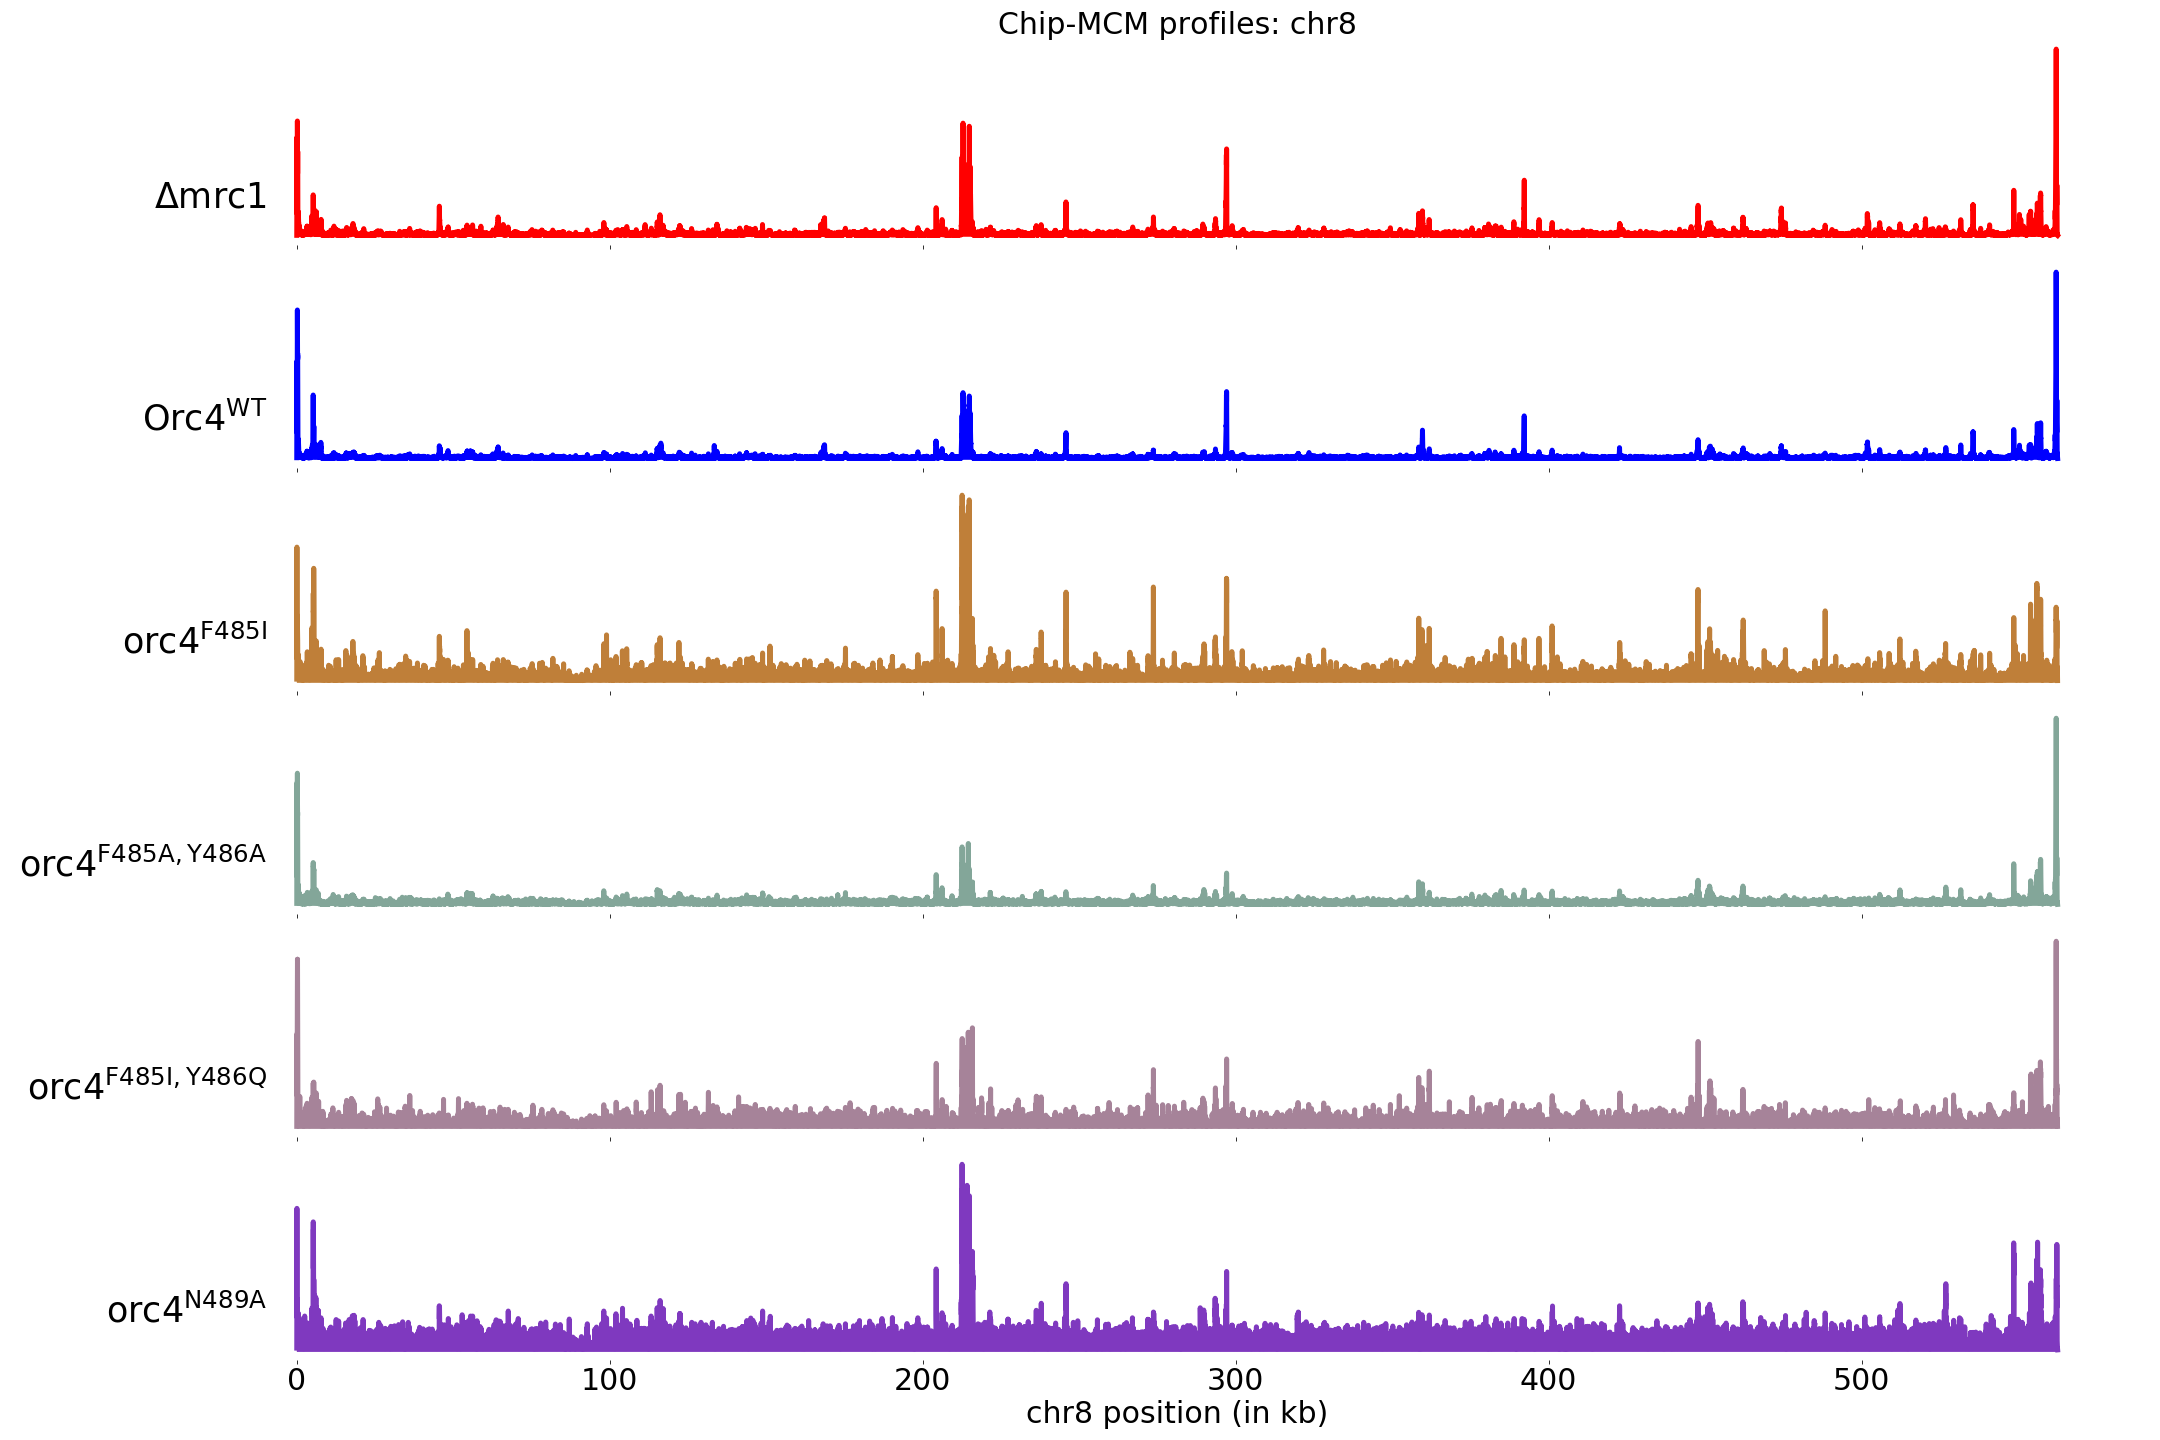 Chip-MCM profiles: chr8
Δmrc1
Orc4^WT
orc4^F485I
orc4^F485A, Y486A
orc4^F485I, Y486Q
orc4^N489A
0 100 200 300 400 500
chr8 position (in kb)